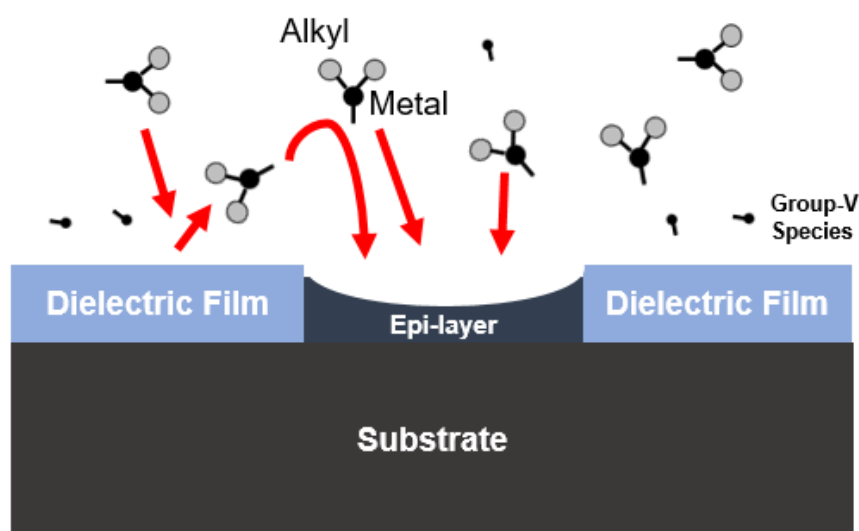 Alkyl
Metal
Group-V
Species
Dielectric Film
Epi-layer
Dielectric Film
Substrate